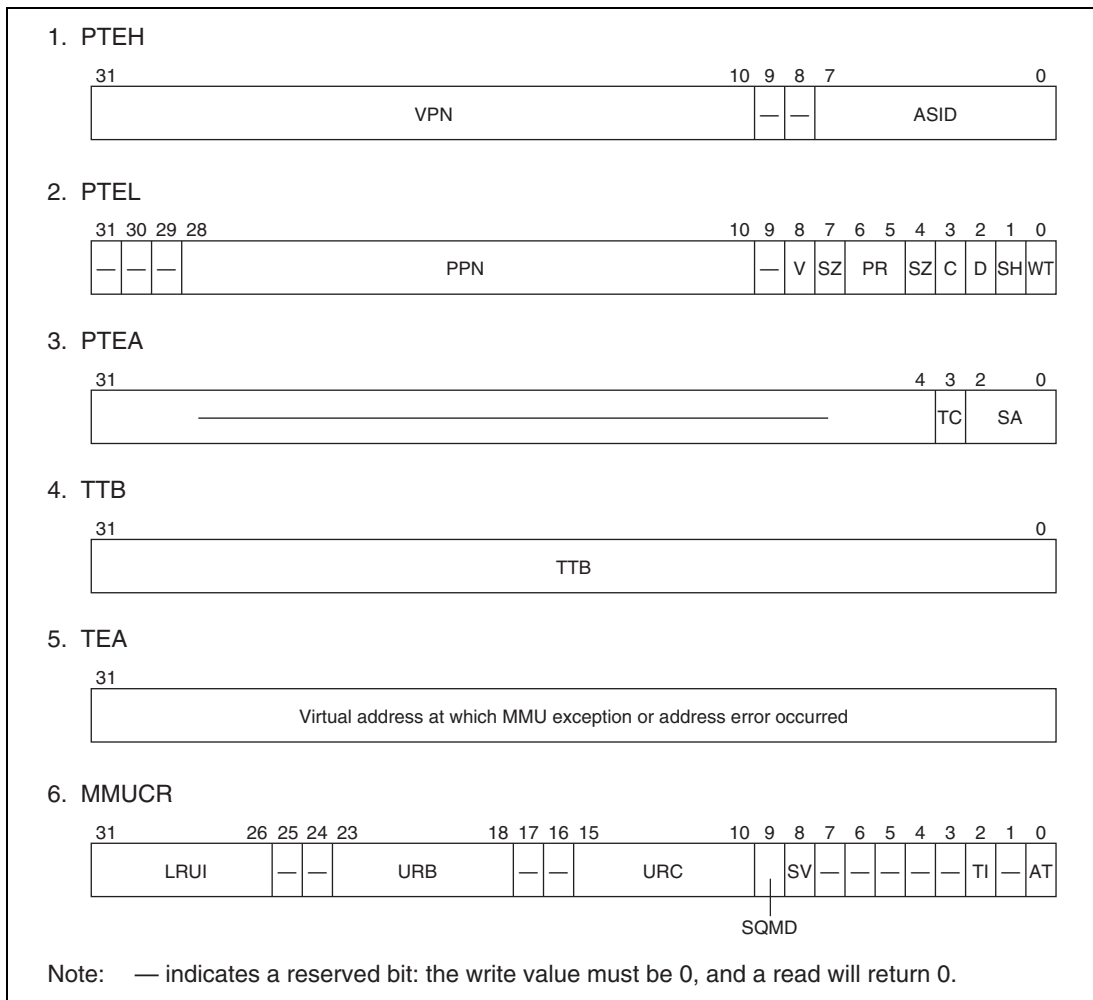 1. PTEH
31 10 9 8 7 0
VPN — — ASID
2. PTEL
31 30 29 28 10 9 8 7 6 5 4 3 2 1 0
— — — PPN — V SZ PR SZ C D SH WT
3. PTEA
31 4 3 2 0
— TC SA
4. TTB
31 0
TTB
5. TEA
31
Virtual address at which MMU exception or address error occurred
6. MMUCR
31 26 25 24 23 18 17 16 15 10 9 8 7 6 5 4 3 2 1 0
LRUI — — URB — — URC SV — — — — — TI — AT
SQMD
Note: — indicates a reserved bit: the write value must be 0, and a read will return 0.